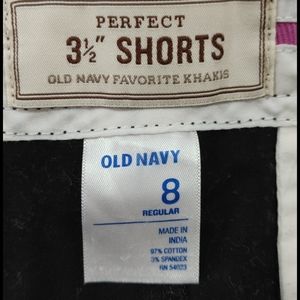 PERFECT
3½" SHORTS
OLD NAVY FAVORITE KHAKIS
OLD NAVY
8
REGULAR
MADE IN
INDIA
97% COTTON
3% SPANDEX
RN 54023